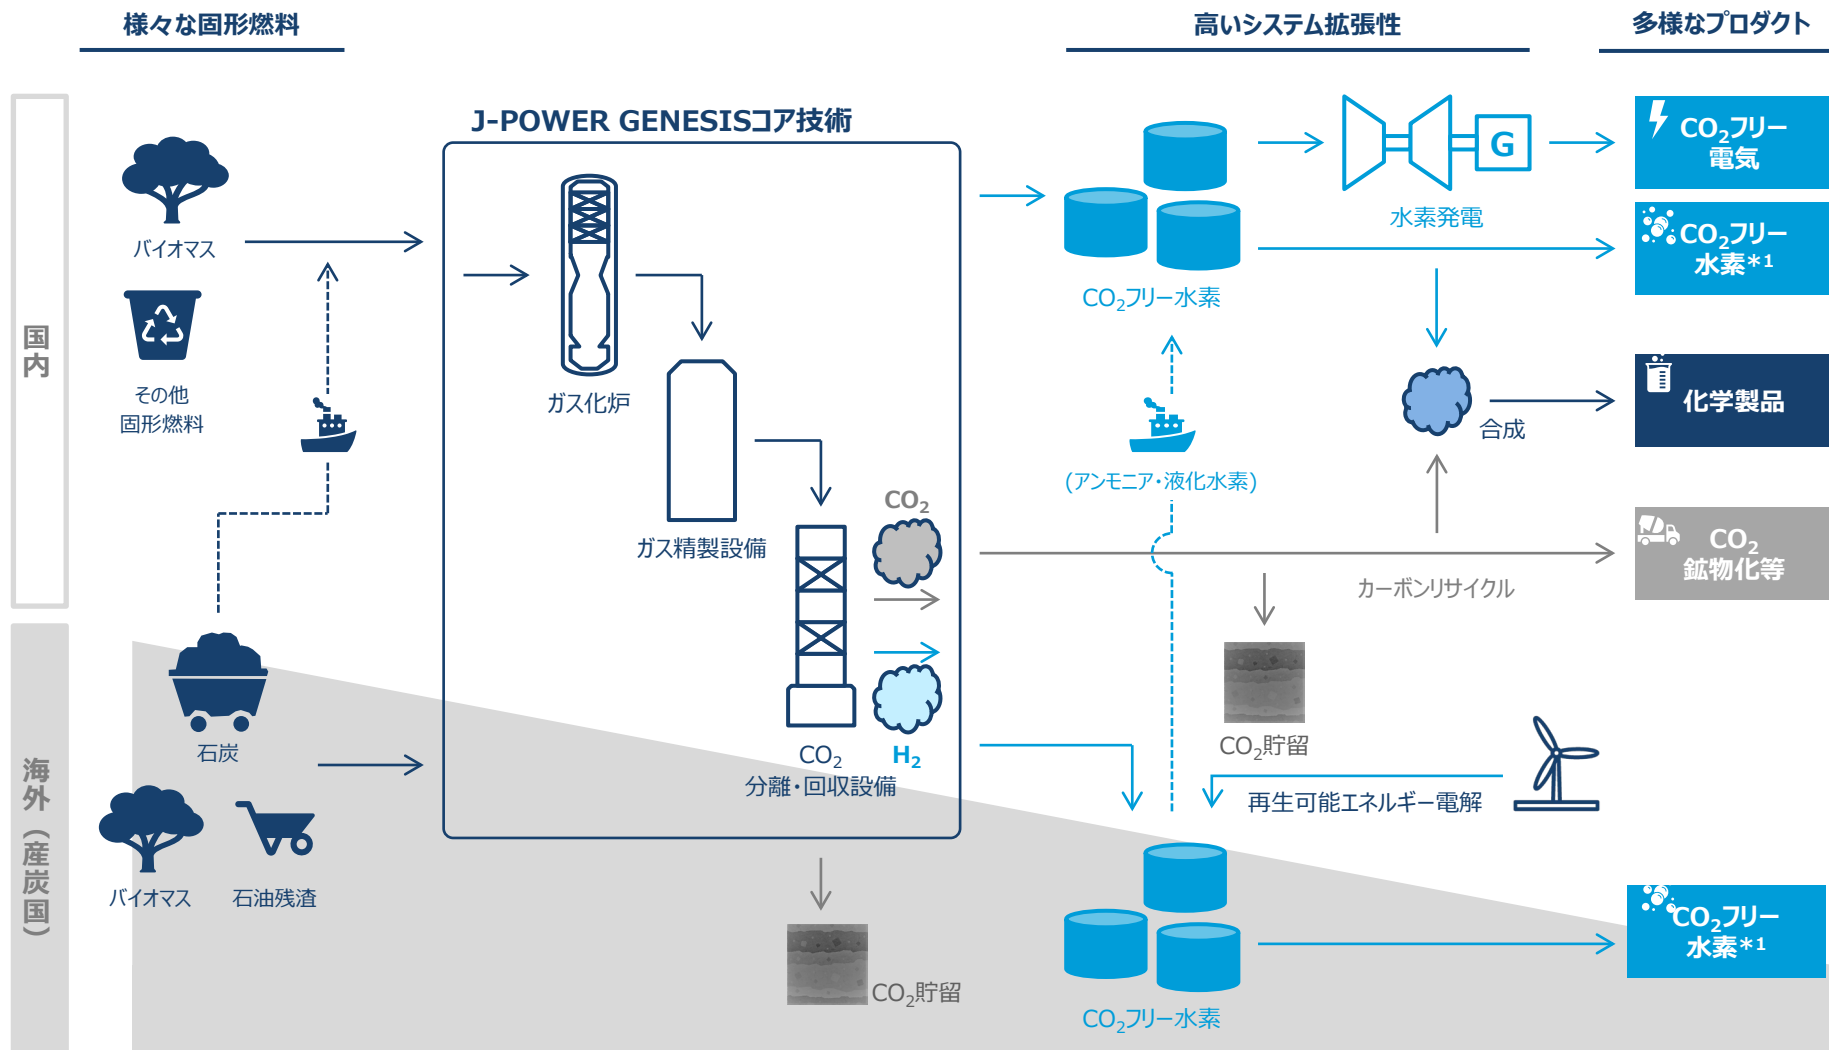 様々な固形燃料
高いシステム拡張性
多様なプロダクト
国内
海外（産炭国）
バイオマス
その他
固形燃料
石炭
バイオマス
石油残渣
J-POWER GENESISコア技術
ガス化炉
ガス精製設備
CO₂
H₂
CO₂
分離・回収設備
CO₂貯留
CO₂フリー水素
G
水素発電
(アンモニア・液化水素)
合成
カーボンリサイクル
CO₂貯留
再生可能エネルギー電解
CO₂フリー水素
CO₂フリー
電気
CO₂フリー
水素*1
化学製品
CO₂
鉱物化等
CO₂フリー
水素*1